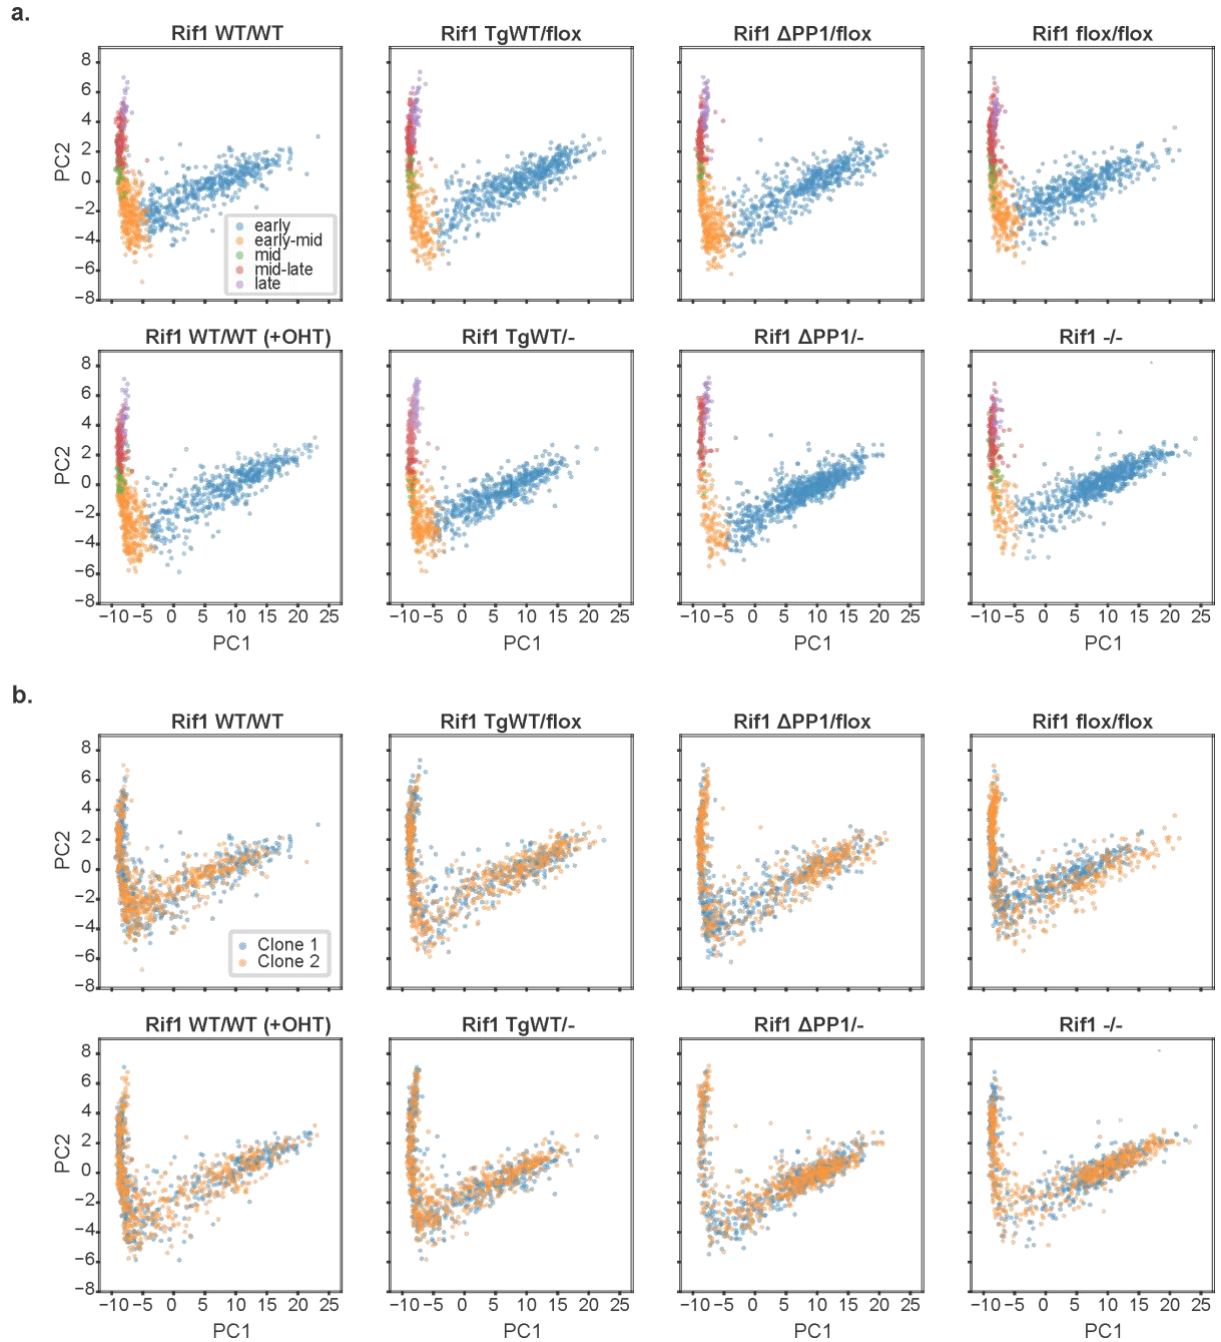 a.
Rif1 WT/WT
Rif1 TgWT/flox
Rif1 ΔPP1/flox
Rif1 flox/flox
8
6
4
2
0
−2
−4
−6
−8
PC2
early
early-mid
mid
mid-late
late
Rif1 WT/WT (+OHT)
Rif1 TgWT/-
Rif1 ΔPP1/-
Rif1 -/-
8
6
4
2
0
−2
−4
−6
−8
PC2
−10 −5 0 5 10 15 20 25
−10 −5 0 5 10 15 20 25
−10 −5 0 5 10 15 20 25
−10 −5 0 5 10 15 20 25
PC1
PC1
PC1
PC1
b.
Rif1 WT/WT
Rif1 TgWT/flox
Rif1 ΔPP1/flox
Rif1 flox/flox
8
6
4
2
0
−2
−4
−6
−8
PC2
Clone 1
Clone 2
Rif1 WT/WT (+OHT)
Rif1 TgWT/-
Rif1 ΔPP1/-
Rif1 -/-
8
6
4
2
0
−2
−4
−6
−8
PC2
−10 −5 0 5 10 15 20 25
−10 −5 0 5 10 15 20 25
−10 −5 0 5 10 15 20 25
−10 −5 0 5 10 15 20 25
PC1
PC1
PC1
PC1